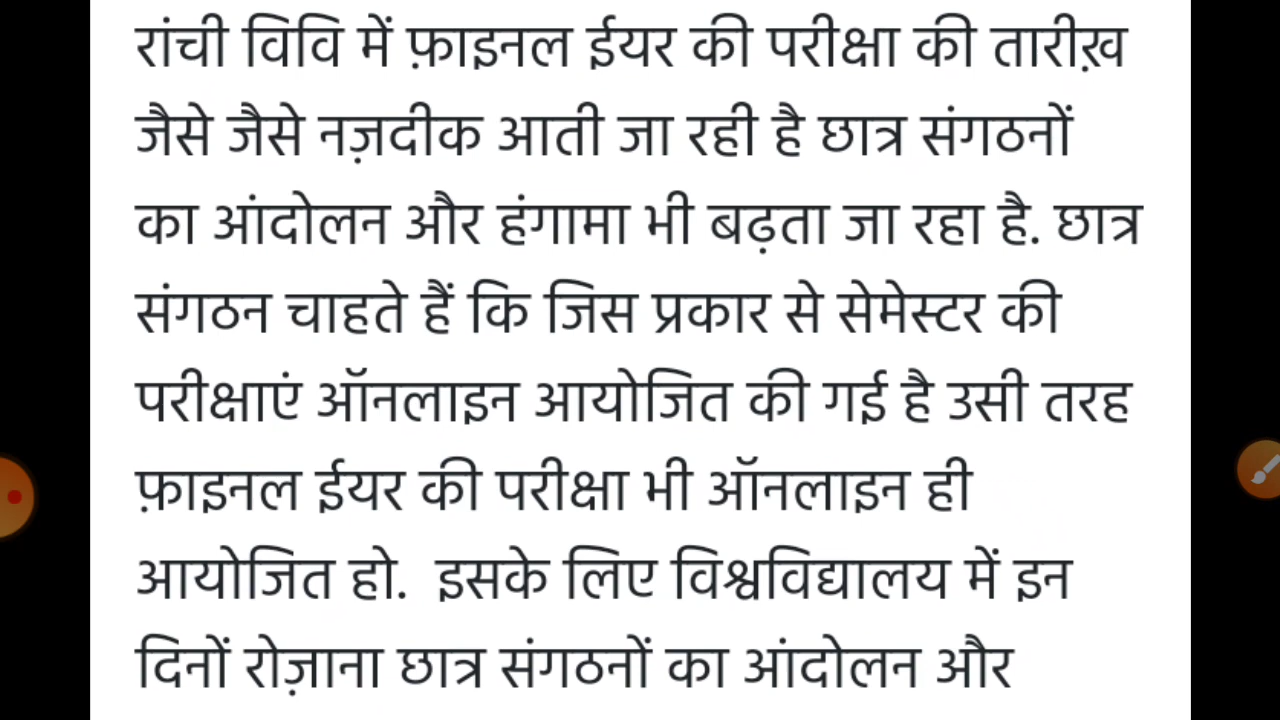 रांची विवि में फ़ाइनल ईयर की परीक्षा की तारीख़
जैसे जैसे नज़दीक आती जा रही है छात्र संगठनों
का आंदोलन और हंगामा भी बढ़ता जा रहा है. छात्र
संगठन चाहते हैं कि जिस प्रकार से सेमेस्टर की
परीक्षाएं ऑनलाइन आयोजित की गई है उसी तरह
फ़ाइनल ईयर की परीक्षा भी ऑनलाइन ही
आयोजित हो. इसके लिए विश्वविद्यालय में इन
दिनों रोज़ाना छात्र संगठनों का आंदोलन और